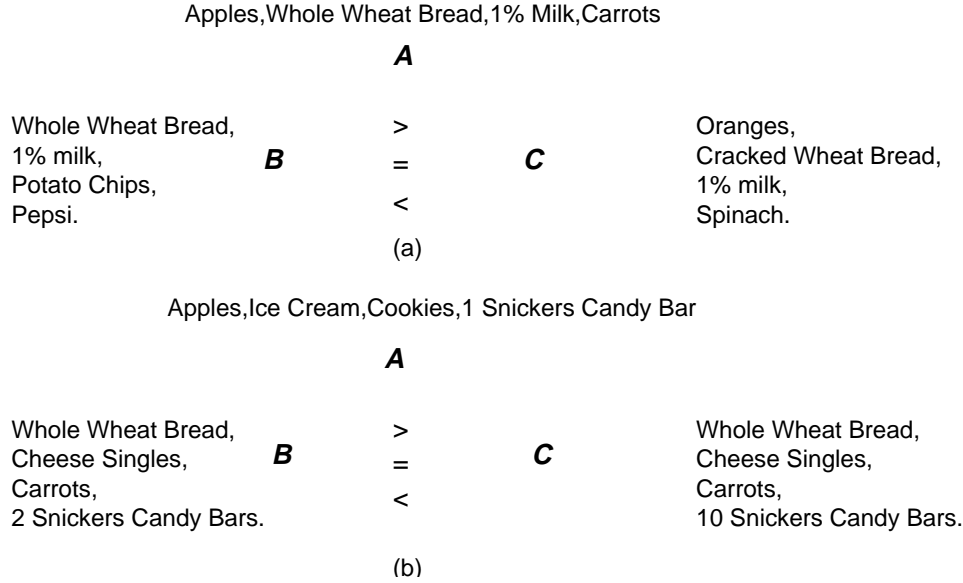 Apples,Whole Wheat Bread,1% Milk,Carrots
A
Whole Wheat Bread,
1% milk,
Potato Chips,
Pepsi.
B
>
=
<
C
Oranges,
Cracked Wheat Bread,
1% milk,
Spinach.
(a)
Apples,Ice Cream,Cookies,1 Snickers Candy Bar
A
Whole Wheat Bread,
Cheese Singles,
Carrots,
2 Snickers Candy Bars.
B
>
=
<
C
Whole Wheat Bread,
Cheese Singles,
Carrots,
10 Snickers Candy Bars.
(b)